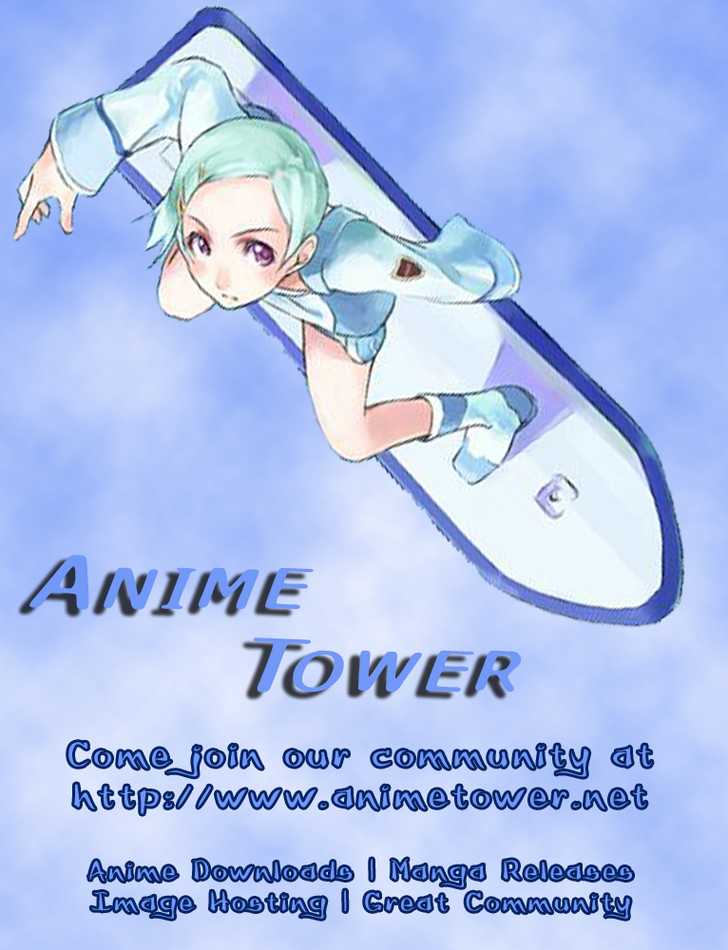 Anime
Tower
Come join our community at
http://www.animetower.net
Anime Downloads | Manga Releases
Image Hosting | Great Community